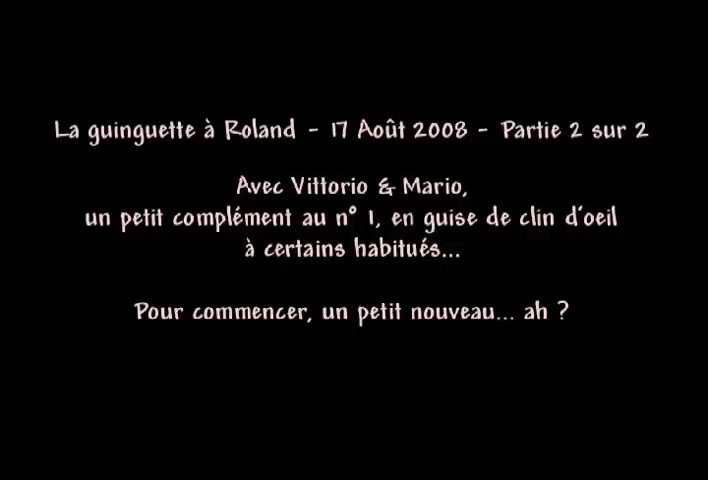 La guinguette à Roland - 17 Août 2008 - Partie 2 sur 2
Avec Vittorio & Mario,
un petit complément au n° 1, en guise de clin d'oeil
à certains habitués...
Pour commencer, un petit nouveau... ah ?